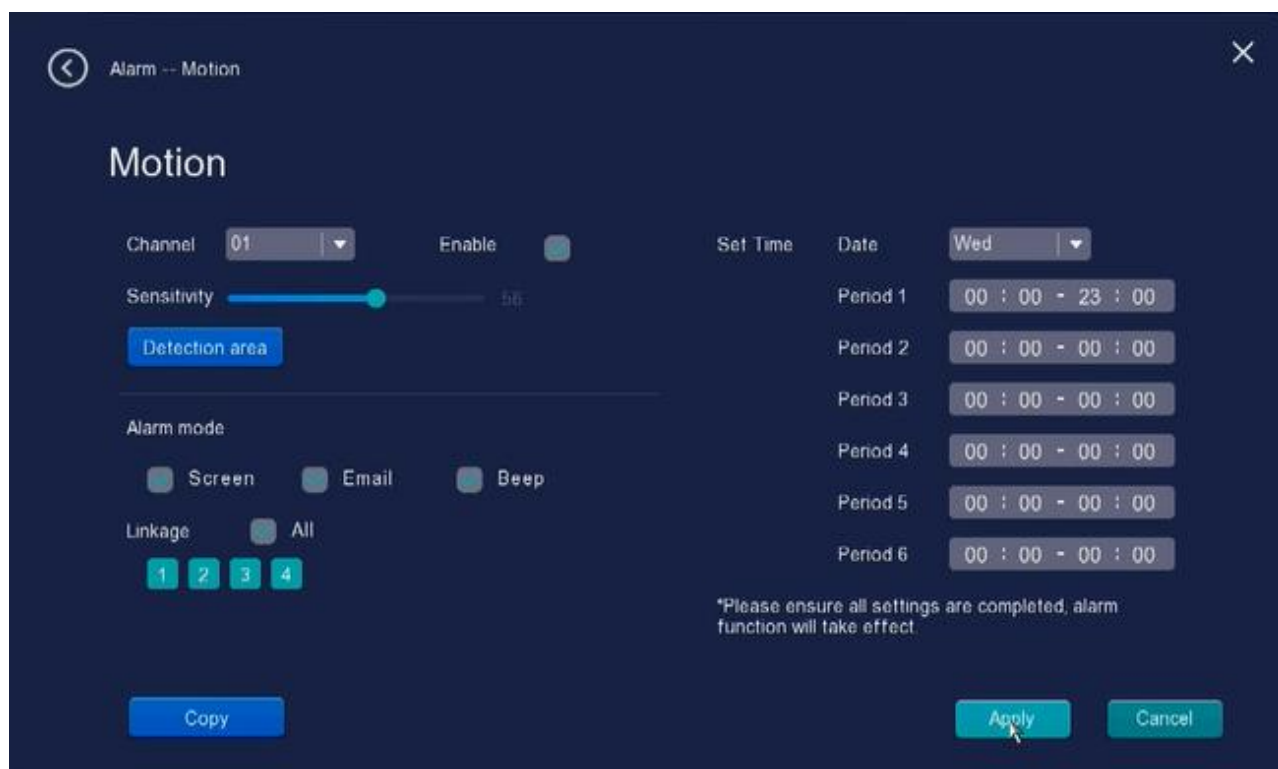 Alarm -- Motion
Motion
Channel 01 Enable
Sensitivity 56
Detection area
Alarm mode
Screen Email Beep
Linkage All
1 2 3 4
Copy
Set Time Date Wed
Period 1 00 : 00 - 23 : 00
Period 2 00 : 00 - 00 : 00
Period 3 00 : 00 - 00 : 00
Period 4 00 : 00 - 00 : 00
Period 5 00 : 00 - 00 : 00
Period 6 00 : 00 - 00 : 00
*Please ensure all settings are completed, alarm
function will take effect.
Apply Cancel